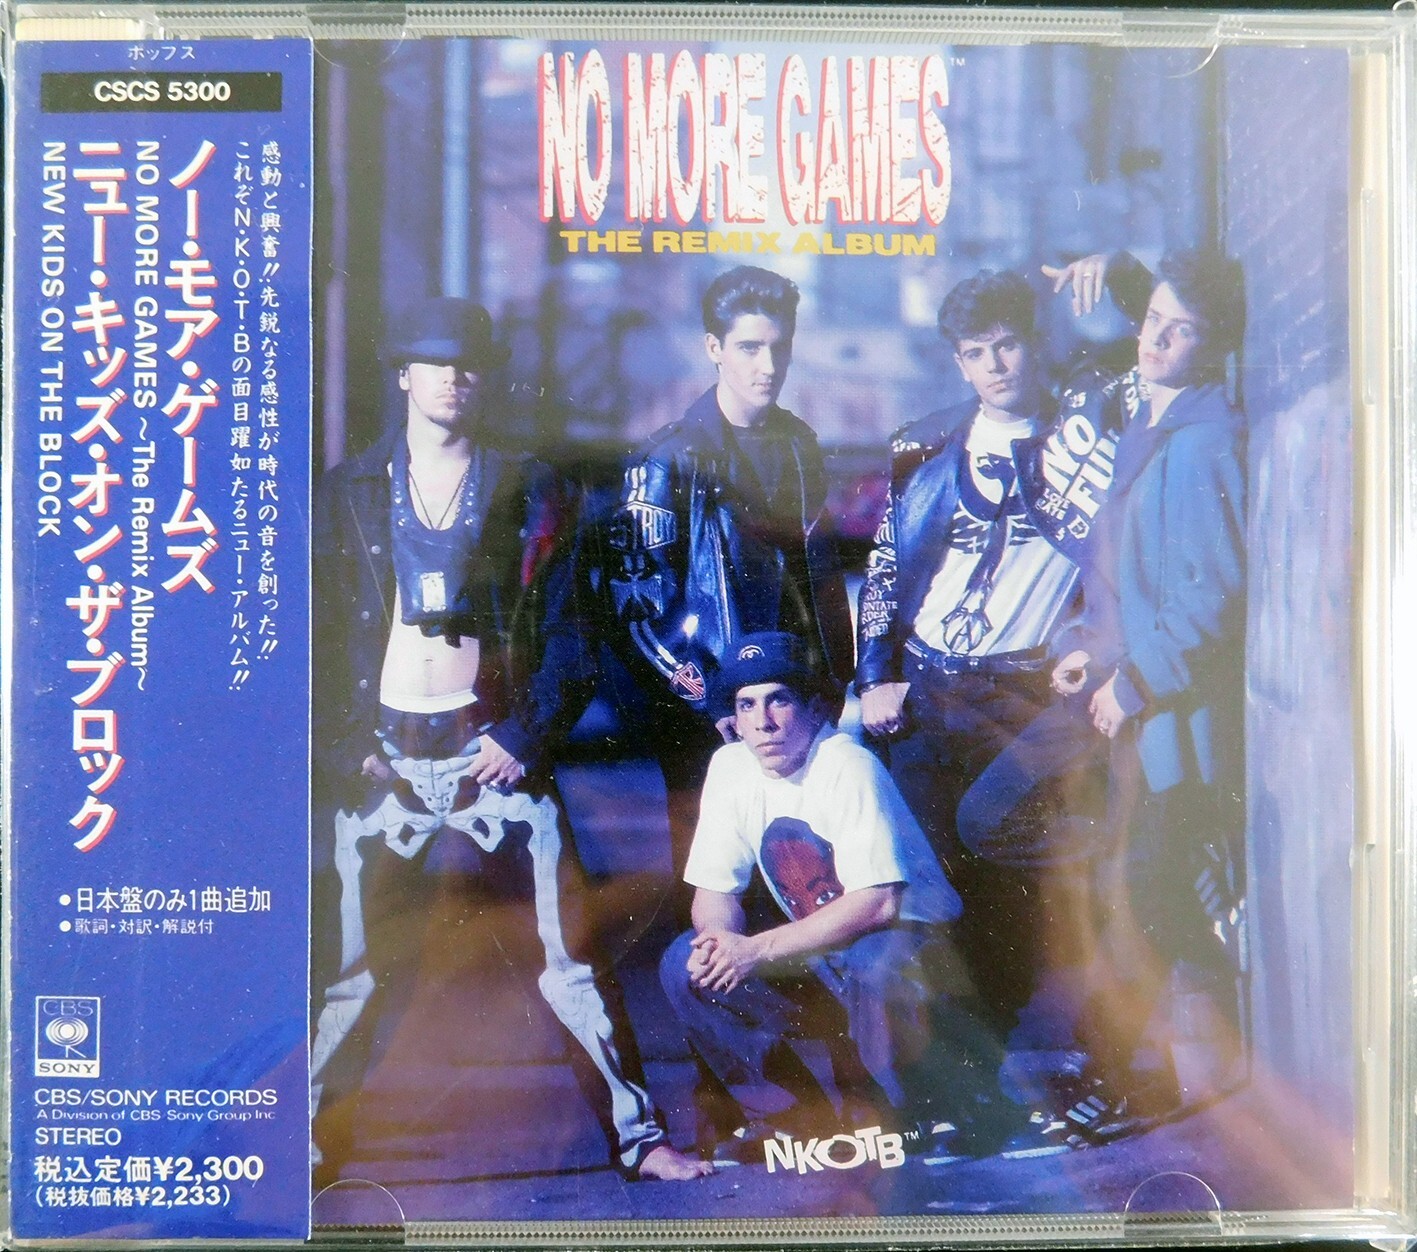 ポップス
CSCS 5300
感動と興奮!!先鋭なる感性が時代の音を創った!!
これぞN・K・O・T・Bの面目躍如たるニュー・アルバム!!
ノー・モア・ゲームズ
NO MORE GAMES ～The Remix Album～
ニュー・キッズ・オン・ザ・ブロック
NEW KIDS ON THE BLOCK
●日本盤のみ1曲追加
●歌詞・対訳・解説付
CBS
SONY
CBS/SONY RECORDS
A Division of CBS Sony Group Inc
STEREO
税込定価¥2,300
(税抜価格¥2,233)
NO MORE GAMES™
THE REMIX ALBUM
NO
FU
NKOTB™